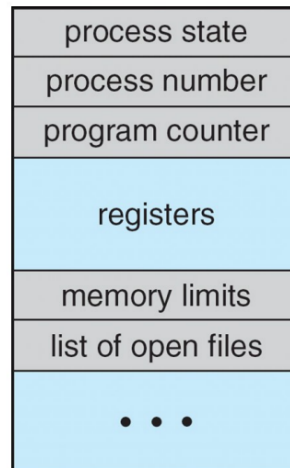 process state
process number
program counter
registers
memory limits
list of open files
• • •